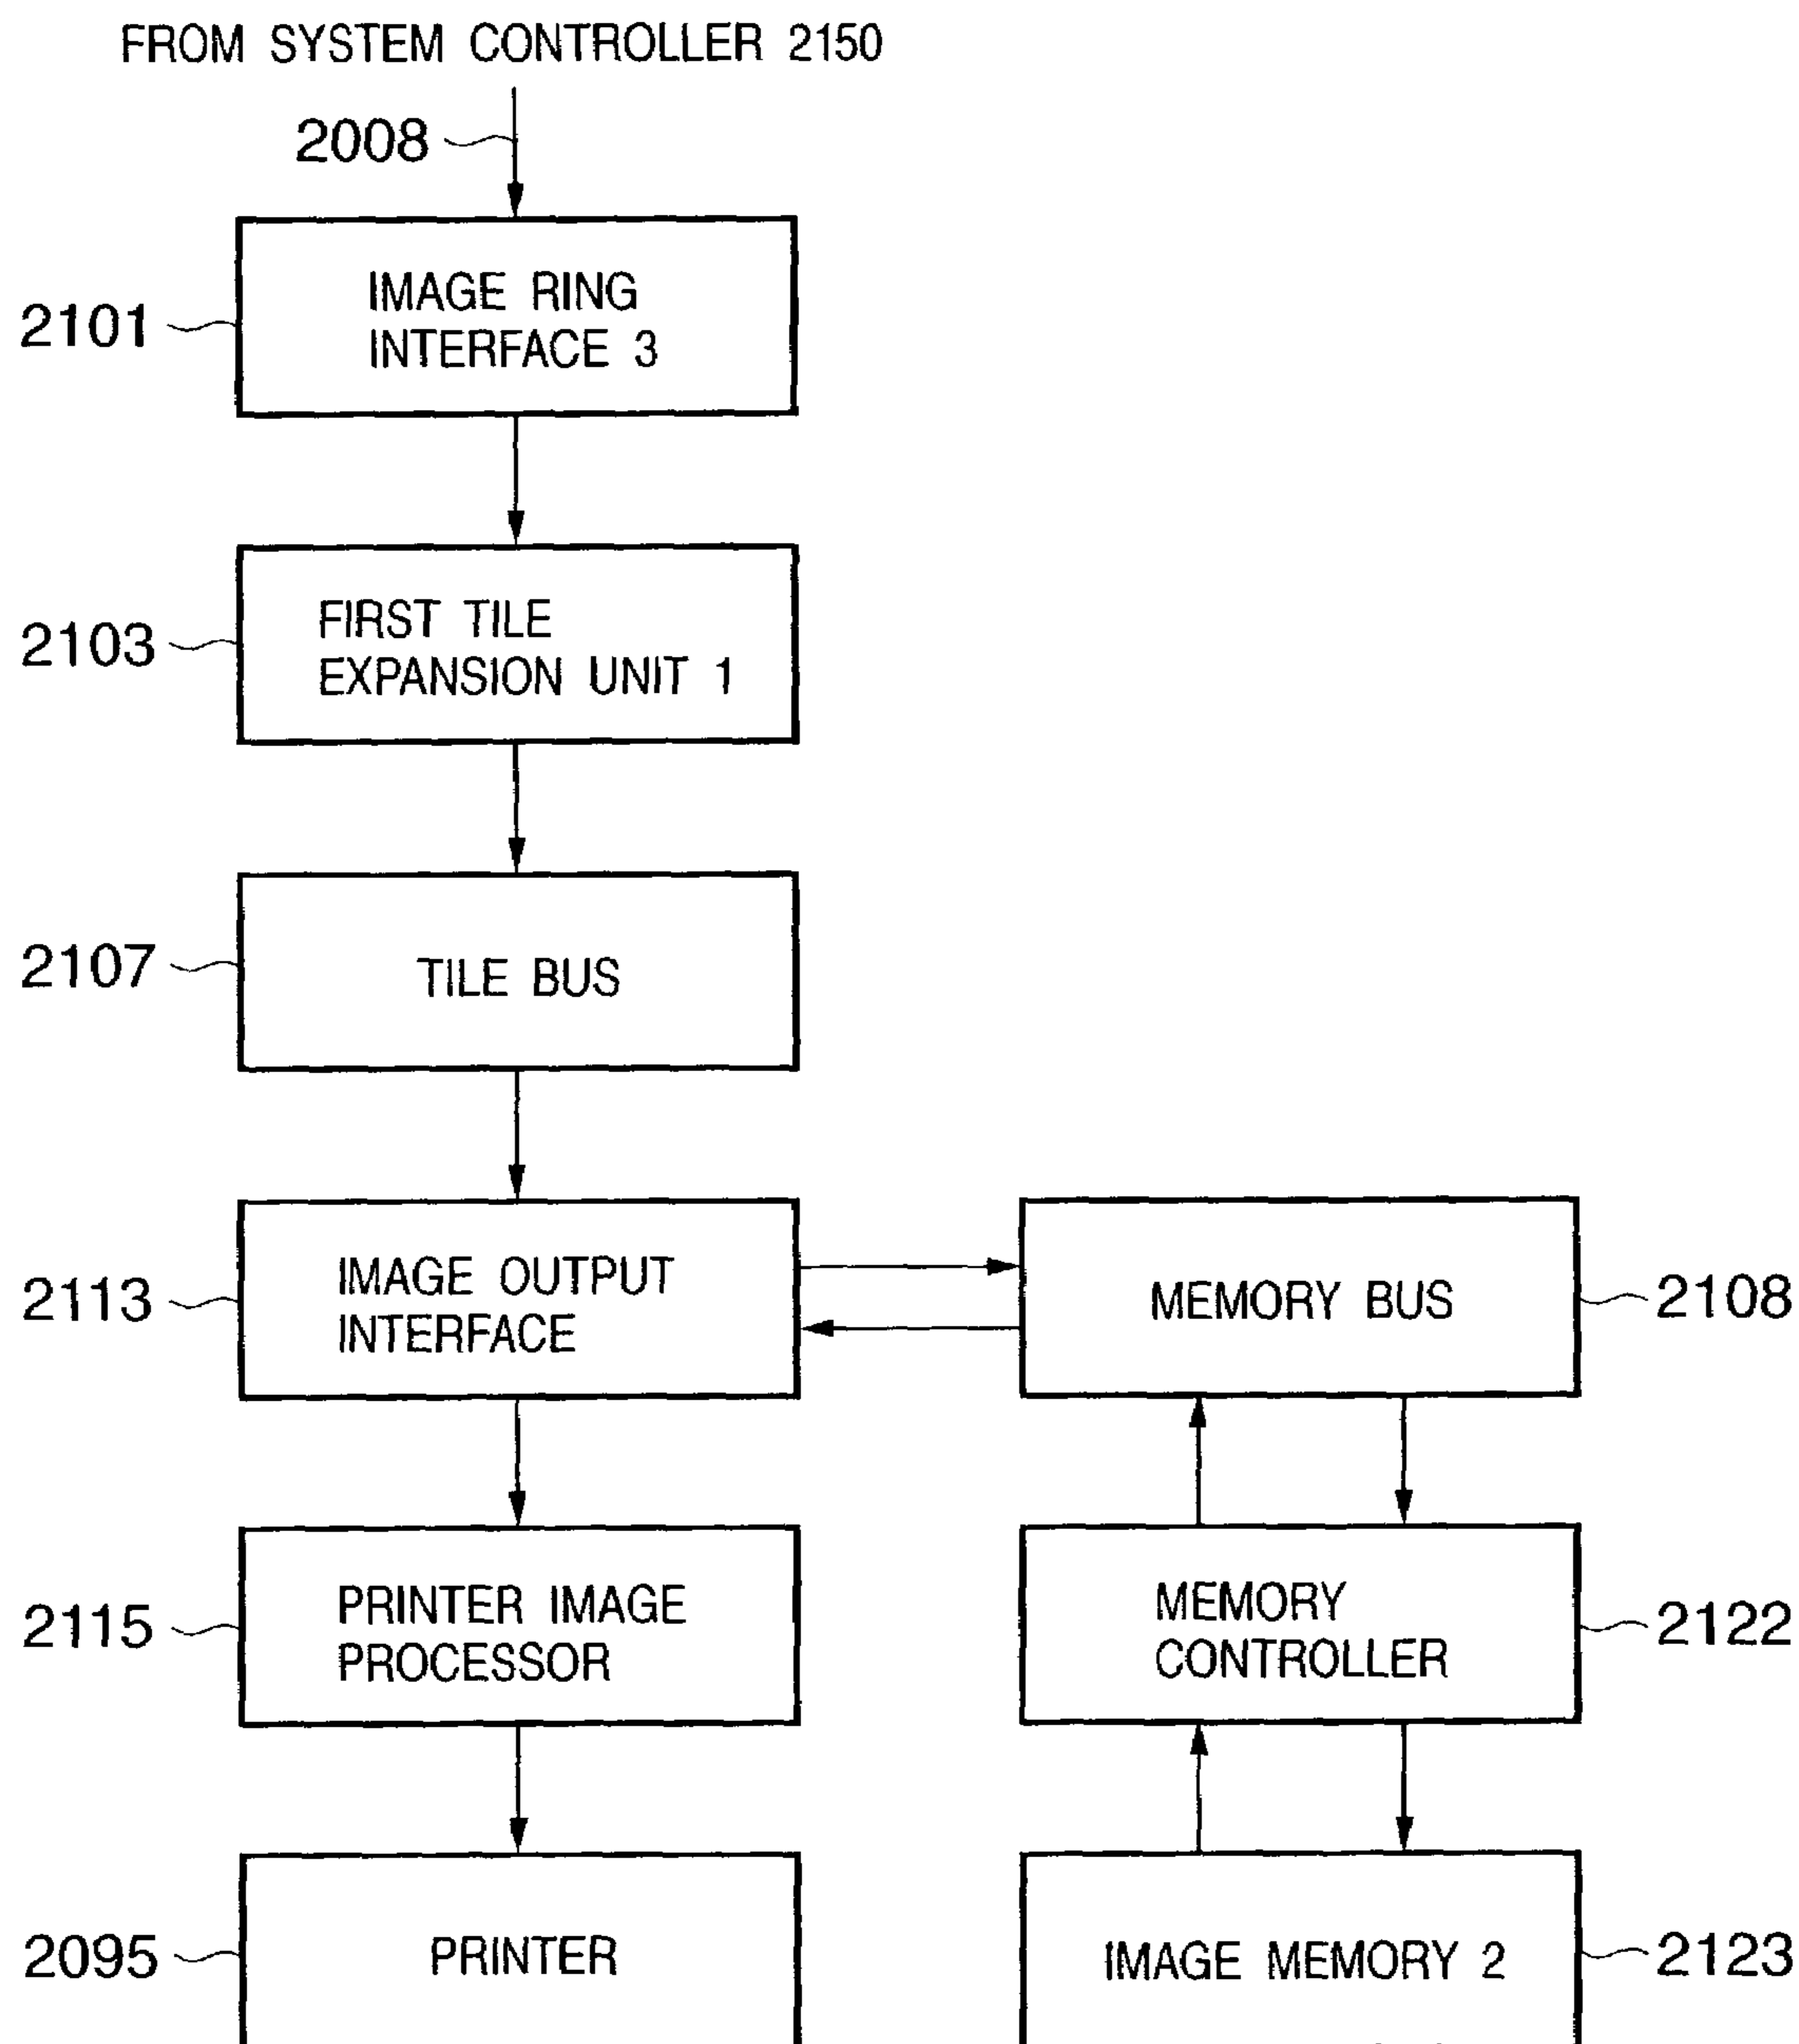 FROM SYSTEM CONTROLLER 2150
2008
2101
IMAGE RING
INTERFACE 3
2103
FIRST TILE
EXPANSION UNIT 1
2107
TILE BUS
2113
IMAGE OUTPUT
INTERFACE
MEMORY BUS
2108
2115
PRINTER IMAGE
PROCESSOR
MEMORY
CONTROLLER
2122
2095
PRINTER
IMAGE MEMORY 2
2123